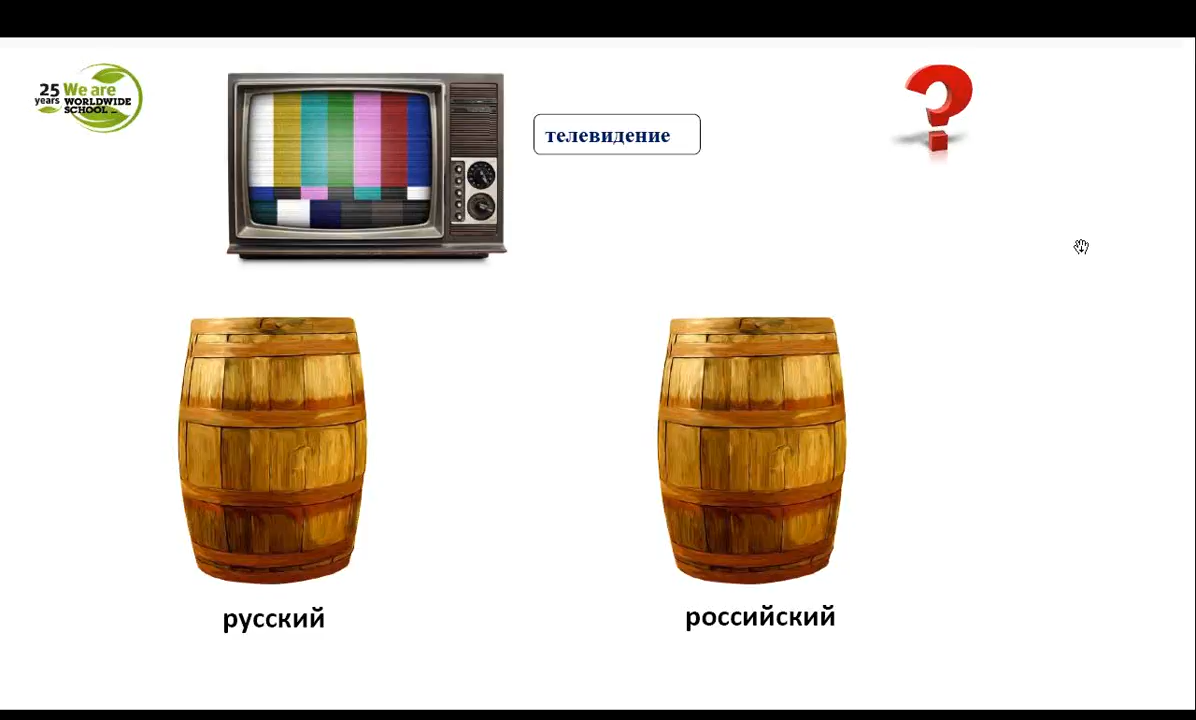 25 We are
years WORLDWIDE
SCHOOL
телевидение
русский
российский